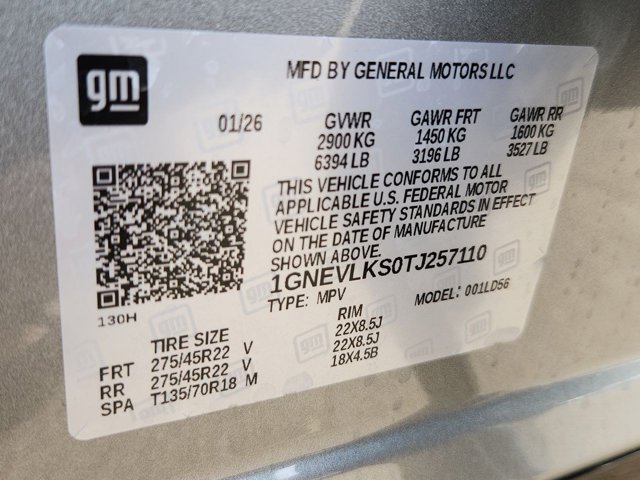 gm
MFD BY GENERAL MOTORS LLC
01/26
GVWR GAWR FRT GAWR RR
2900 KG 1450 KG 1600 KG
6394 LB 3196 LB 3527 LB
THIS VEHICLE CONFORMS TO ALL
APPLICABLE U.S. FEDERAL MOTOR
VEHICLE SAFETY STANDARDS IN EFFECT
ON THE DATE OF MANUFACTURE
SHOWN ABOVE.
1GNEVLKS0TJ257110
TYPE: MPV MODEL: 001LD56
130H
TIRE SIZE RIM
FRT 275/45R22 V 22X8.5J
RR 275/45R22 V 22X8.5J
SPA T135/70R18 M 18X4.5B